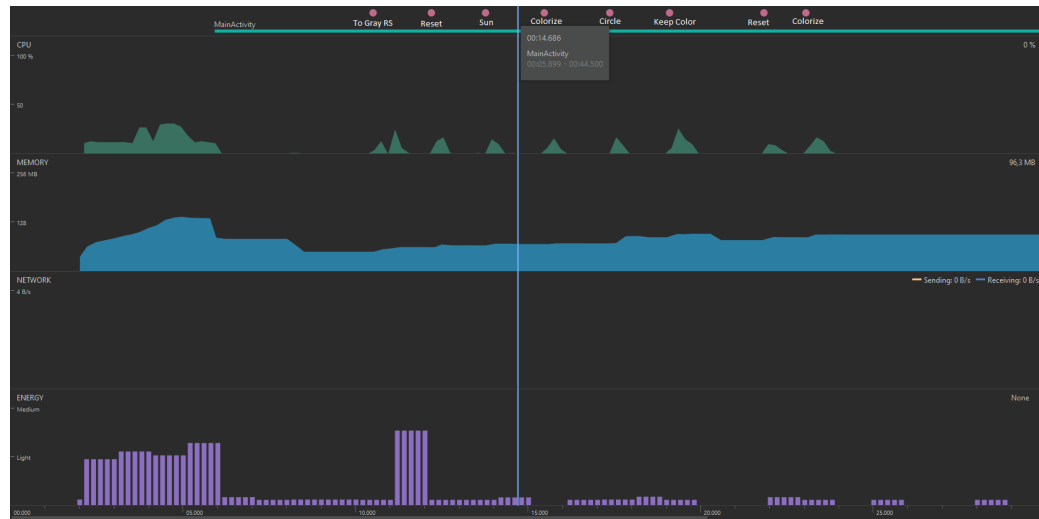 MainActivity To Gray RS Reset Sun Colorize Circle Keep Color Reset Colorize
00:14.686
MainActivity
00:05.899 - 00:44.500
CPU 0 %
100 %
50
MEMORY 96,3 MB
256 MB
128
NETWORK Sending: 0 B/s Receiving: 0 B/s
4 B/s
ENERGY None
Medium
Light
00.000 05.000 10.000 15.000 20.000 25.000